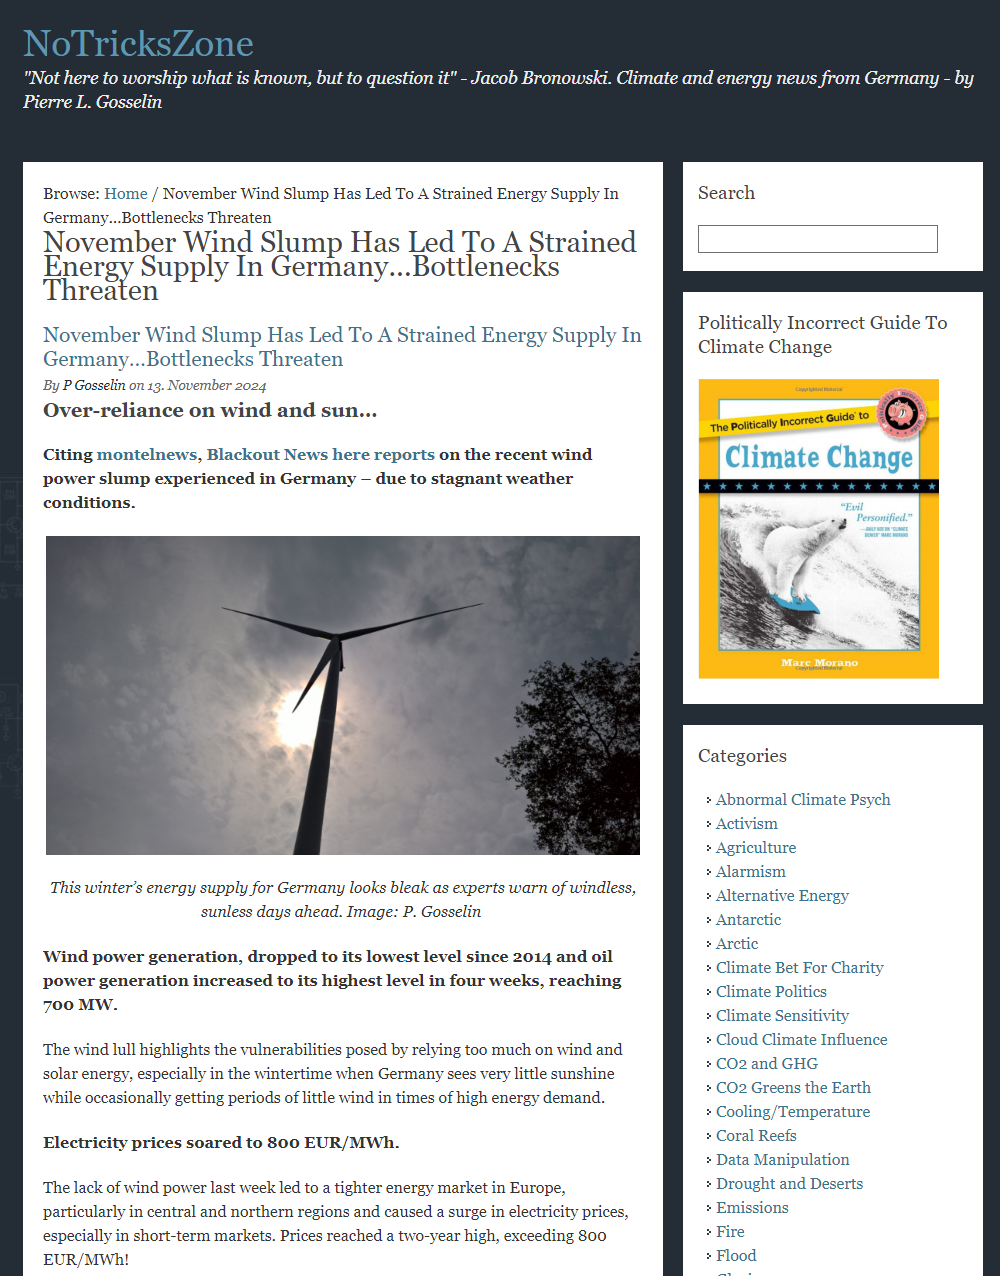 NoTricksZone
"Not here to worship what is known, but to question it" - Jacob Bronowski. Climate and energy news from Germany - by
Pierre L. Gosselin
Browse: Home / November Wind Slump Has Led To A Strained Energy Supply In
Germany…Bottlenecks Threaten
November Wind Slump Has Led To A Strained
Energy Supply In Germany…Bottlenecks
Threaten
November Wind Slump Has Led To A Strained Energy Supply In
Germany…Bottlenecks Threaten
By P Gosselin on 13. November 2024
Over-reliance on wind and sun…
Citing montelnews, Blackout News here reports on the recent wind
power slump experienced in Germany – due to stagnant weather
conditions.
This winter’s energy supply for Germany looks bleak as experts warn of windless,
sunless days ahead. Image: P. Gosselin
Wind power generation, dropped to its lowest level since 2014 and oil
power generation increased to its highest level in four weeks, reaching
700 MW.
The wind lull highlights the vulnerabilities posed by relying too much on wind and
solar energy, especially in the wintertime when Germany sees very little sunshine
while occasionally getting periods of little wind in times of high energy demand.
Electricity prices soared to 800 EUR/MWh.
The lack of wind power last week led to a tighter energy market in Europe,
particularly in central and northern regions and caused a surge in electricity prices,
especially in short-term markets. Prices reached a two-year high, exceeding 800
EUR/MWh!
Search
Politically Incorrect Guide To
Climate Change
Copyrighted Material
The Politically Incorrect Guide® to
Climate Change
“Evil
Personified.”
—DAILY KOS ON "CLIMATE
DENIER" MARC MORANO
Marc Morano
Copyrighted Material
Categories
Abnormal Climate Psych
Activism
Agriculture
Alarmism
Alternative Energy
Antarctic
Arctic
Climate Bet For Charity
Climate Politics
Climate Sensitivity
Cloud Climate Influence
CO2 and GHG
CO2 Greens the Earth
Cooling/Temperature
Coral Reefs
Data Manipulation
Drought and Deserts
Emissions
Fire
Flood